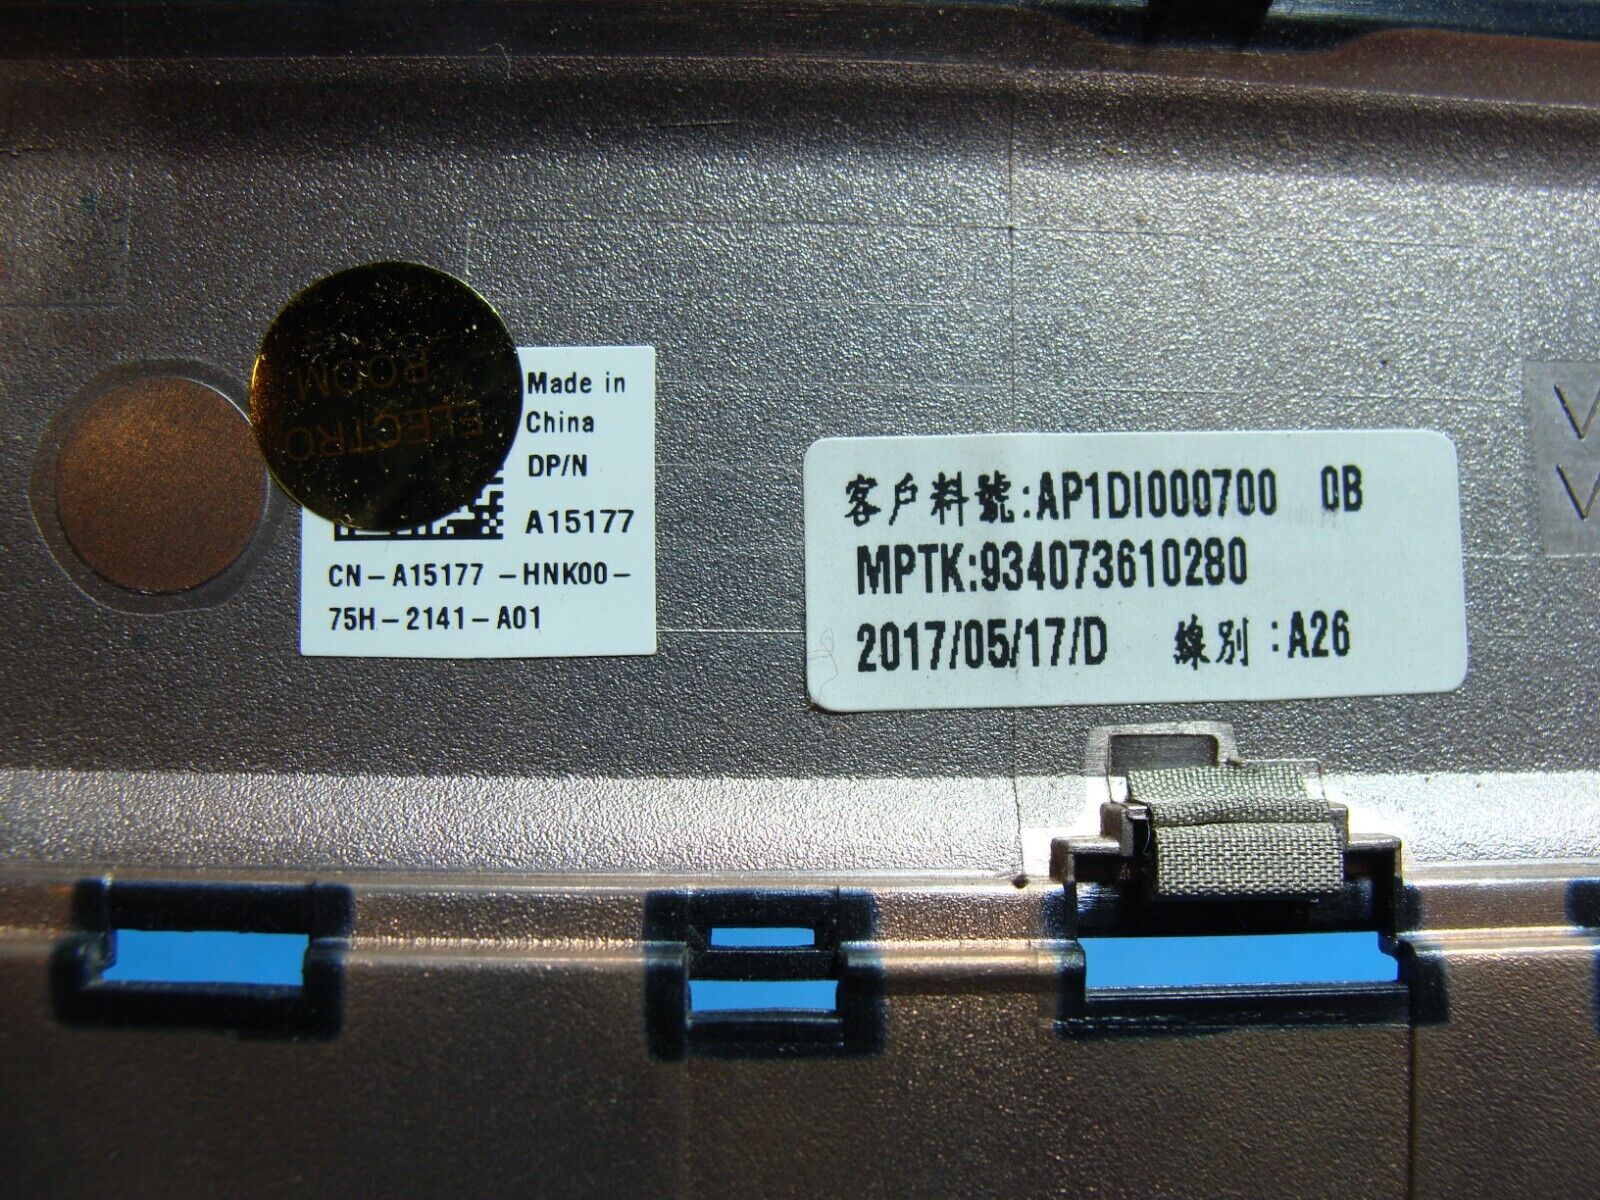 ELECTRO
ROOM
Made in
China
DP/N
A15177
CN-A15177-HNK00-
75H-2141-A01
客戶料號:AP1DI000700 0B
MPTK:934073610280
2017/05/17/D 線別:A26